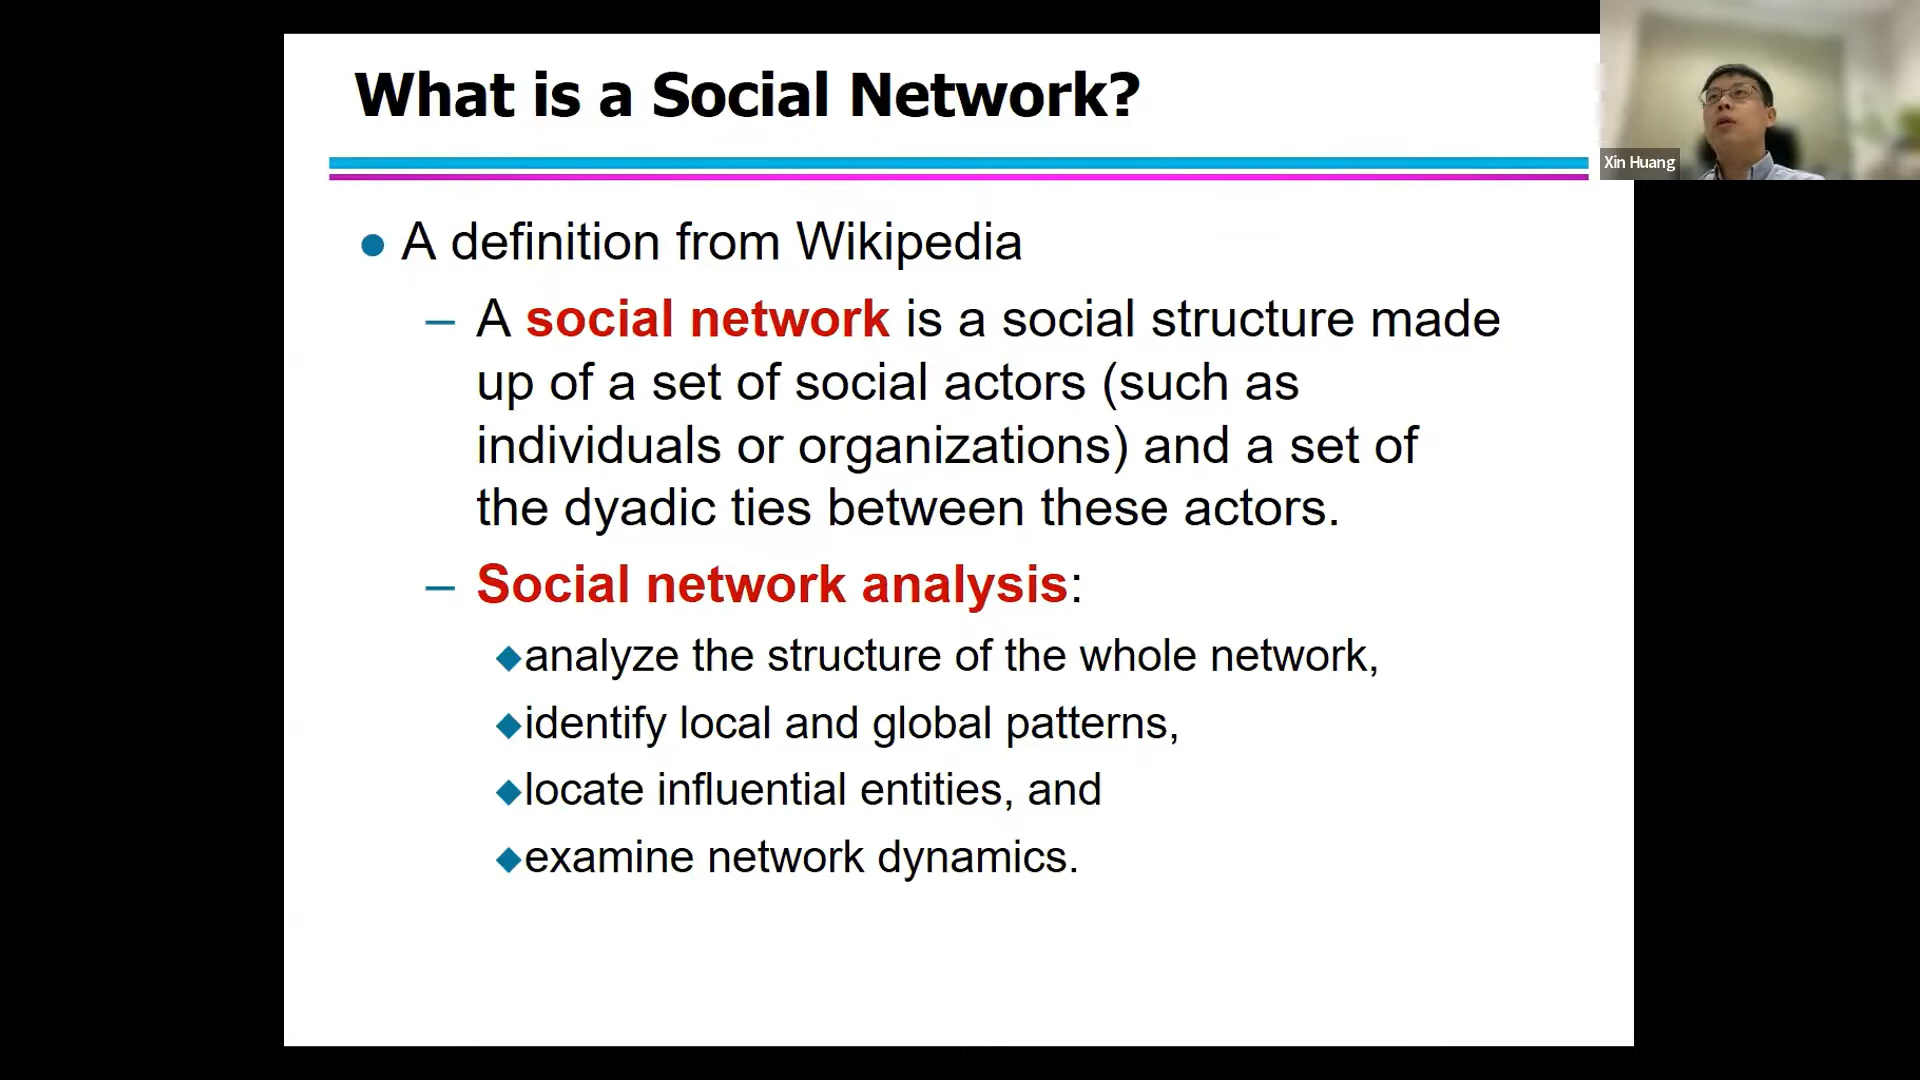 What is a Social Network?
Xin Huang
● A definition from Wikipedia
– A social network is a social structure made
up of a set of social actors (such as
individuals or organizations) and a set of
the dyadic ties between these actors.
– Social network analysis:
◆analyze the structure of the whole network,
◆identify local and global patterns,
◆locate influential entities, and
◆examine network dynamics.